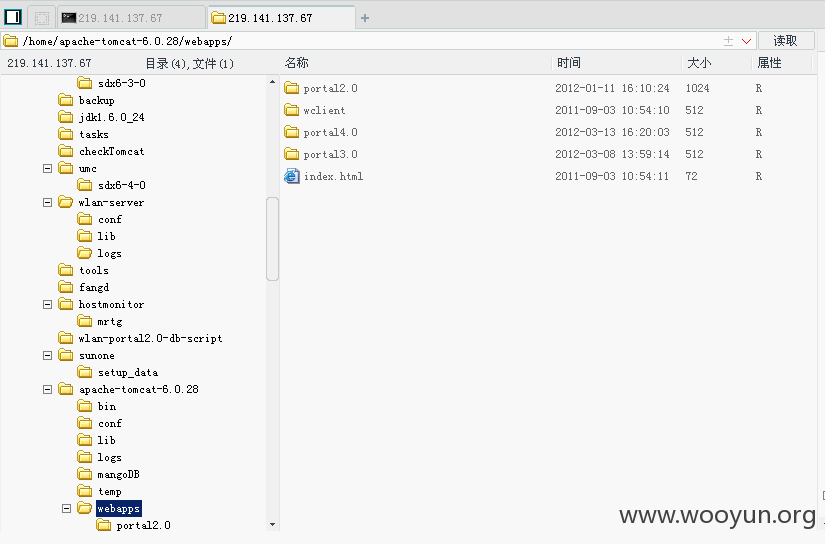 219.141.137.67 219.141.137.67 +
/home/apache-tomcat-6.0.28/webapps/ 读取
219.141.137.67 目录(4),文件(1) 名称 时间 大小 属性
sdx6-3-0
backup
jdk1.6.0_24
tasks
checkTomcat
umc
sdx6-4-0
wlan-server
conf
lib
logs
tools
fangd
hostmonitor
mrtg
wlan-portal2.0-db-script
sunone
setup_data
apache-tomcat-6.0.28
bin
conf
lib
logs
mangoDB
temp
webapps
portal2.0
portal2.0 2012-01-11 16:10:24 1024 R
wclient 2011-09-03 10:54:10 512 R
portal4.0 2012-03-13 16:20:03 512 R
portal3.0 2012-03-08 13:59:14 512 R
index.html 2011-09-03 10:54:11 72 R
www.wooyun.org